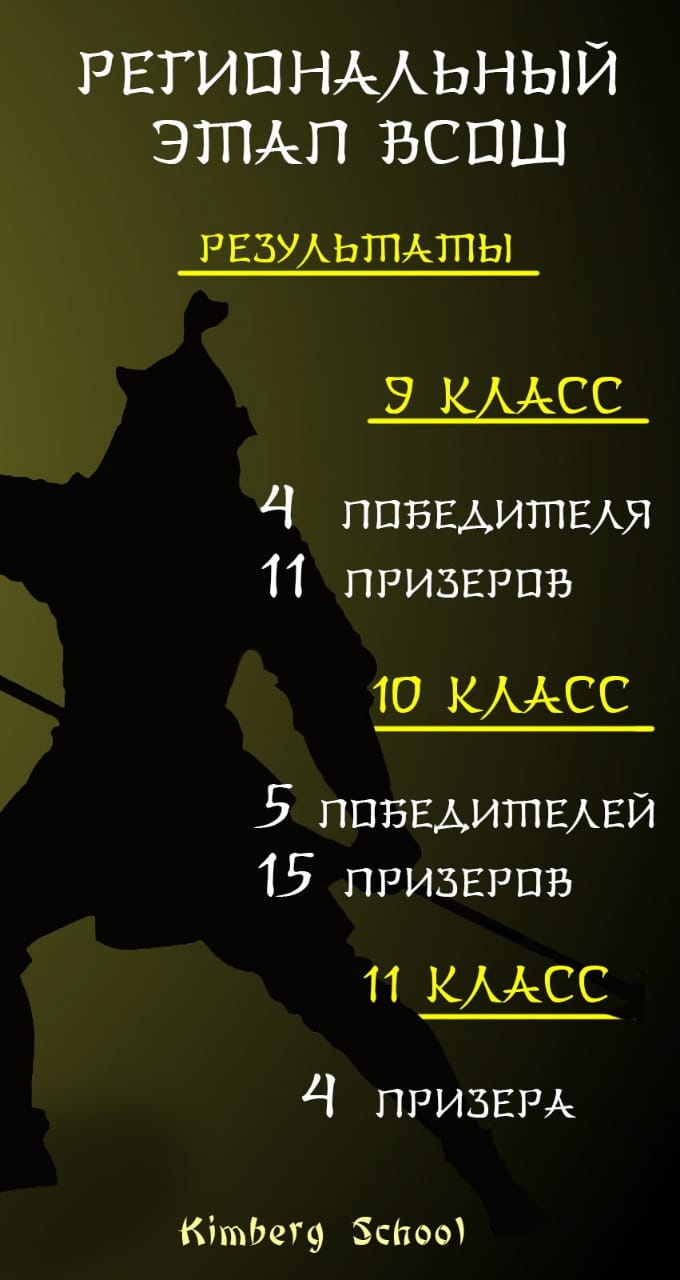 РЕГИОНАЛЬНЫЙ
ЭТАП ВСОШ
РЕЗУЛЬТАТЫ
9 КЛАСС
4 ПОБЕДИТЕЛЯ
11 ПРИЗЕРОВ
10 КЛАСС
5 ПОБЕДИТЕЛЕЙ
15 ПРИЗЕРОВ
11 КЛАСС
4 ПРИЗЕРА
Kimberg School